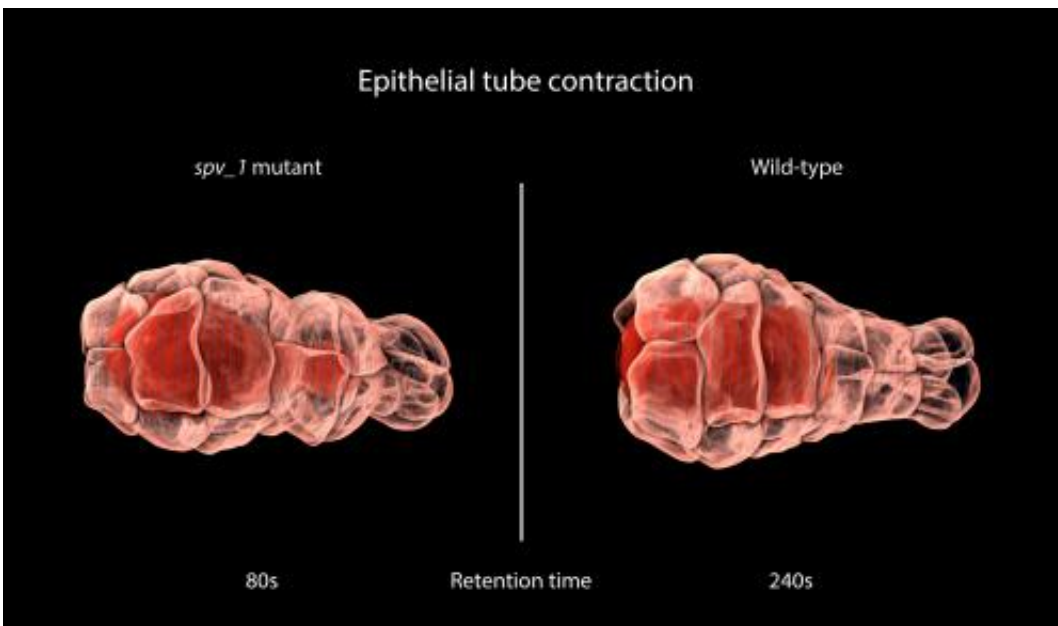 Epithelial tube contraction
spv_1 mutant
Wild-type
80s
Retention time
240s